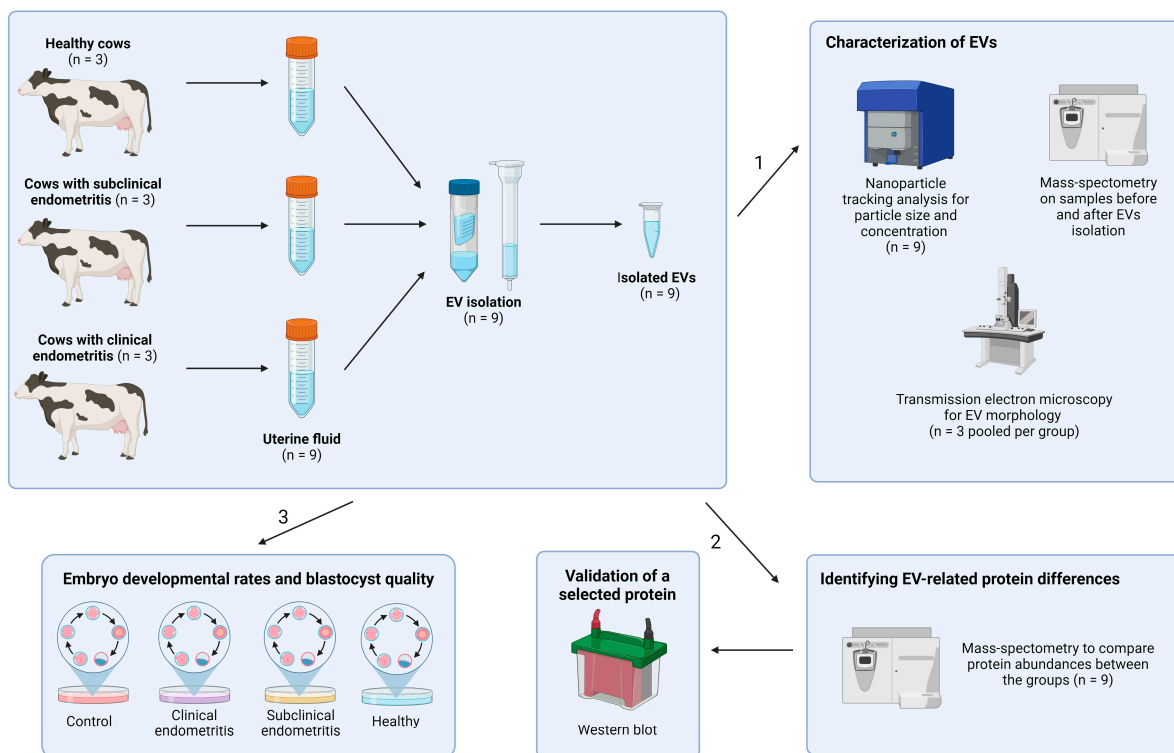 Healthy cows
(n = 3)
Cows with subclinical
endometritis (n = 3)
Cows with clinical
endometritis (n = 3)
Uterine fluid
(n = 9)
EV isolation
(n = 9)
Isolated EVs
(n = 9)
1
Characterization of EVs
Nanoparticle
tracking analysis for
particle size and
concentration
(n = 9)
Mass-spectometry
on samples before
and after EVs
isolation
Transmission electron microscopy
for EV morphology
(n = 3 pooled per group)
3
2
Embryo developmental rates and blastocyst quality
Control
Clinical
endometritis
Subclinical
endometritis
Healthy
Validation of a
selected protein
Western blot
Identifying EV-related protein differences
Mass-spectometry to compare
protein abundances between
the groups (n = 9)